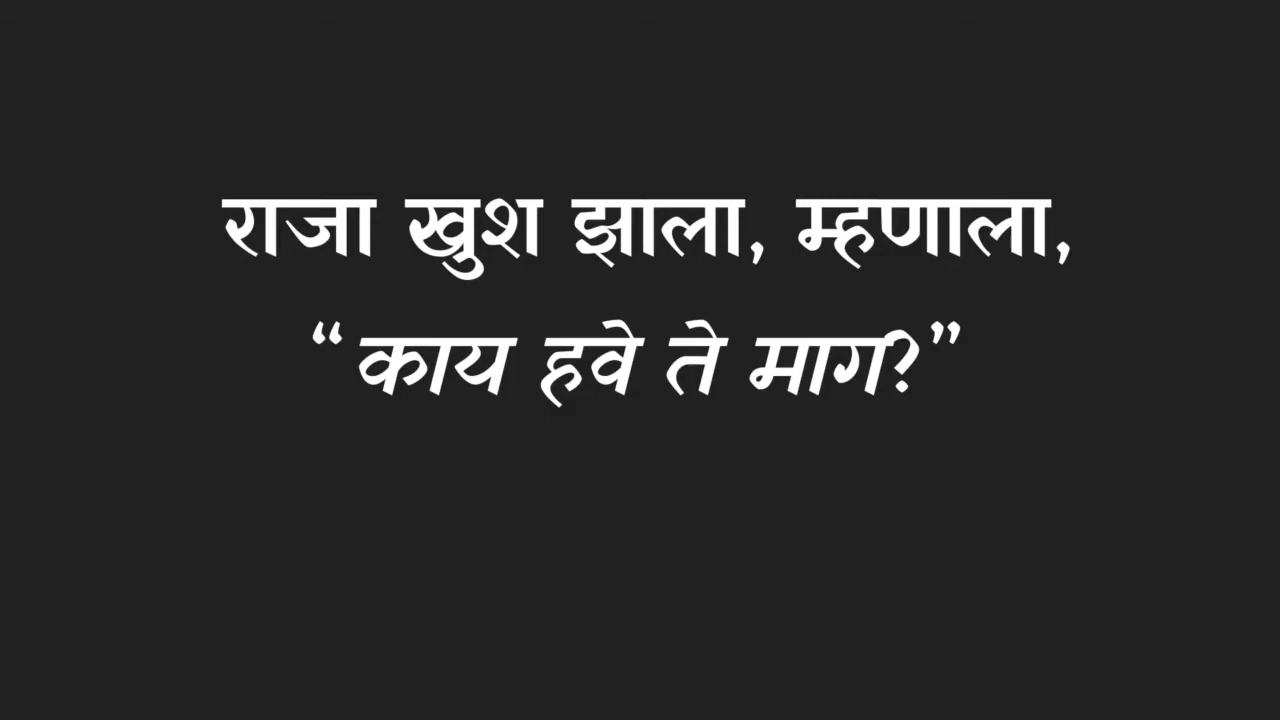 राजा खुश झाला, म्हणाला,
“काय हवे ते माग?”